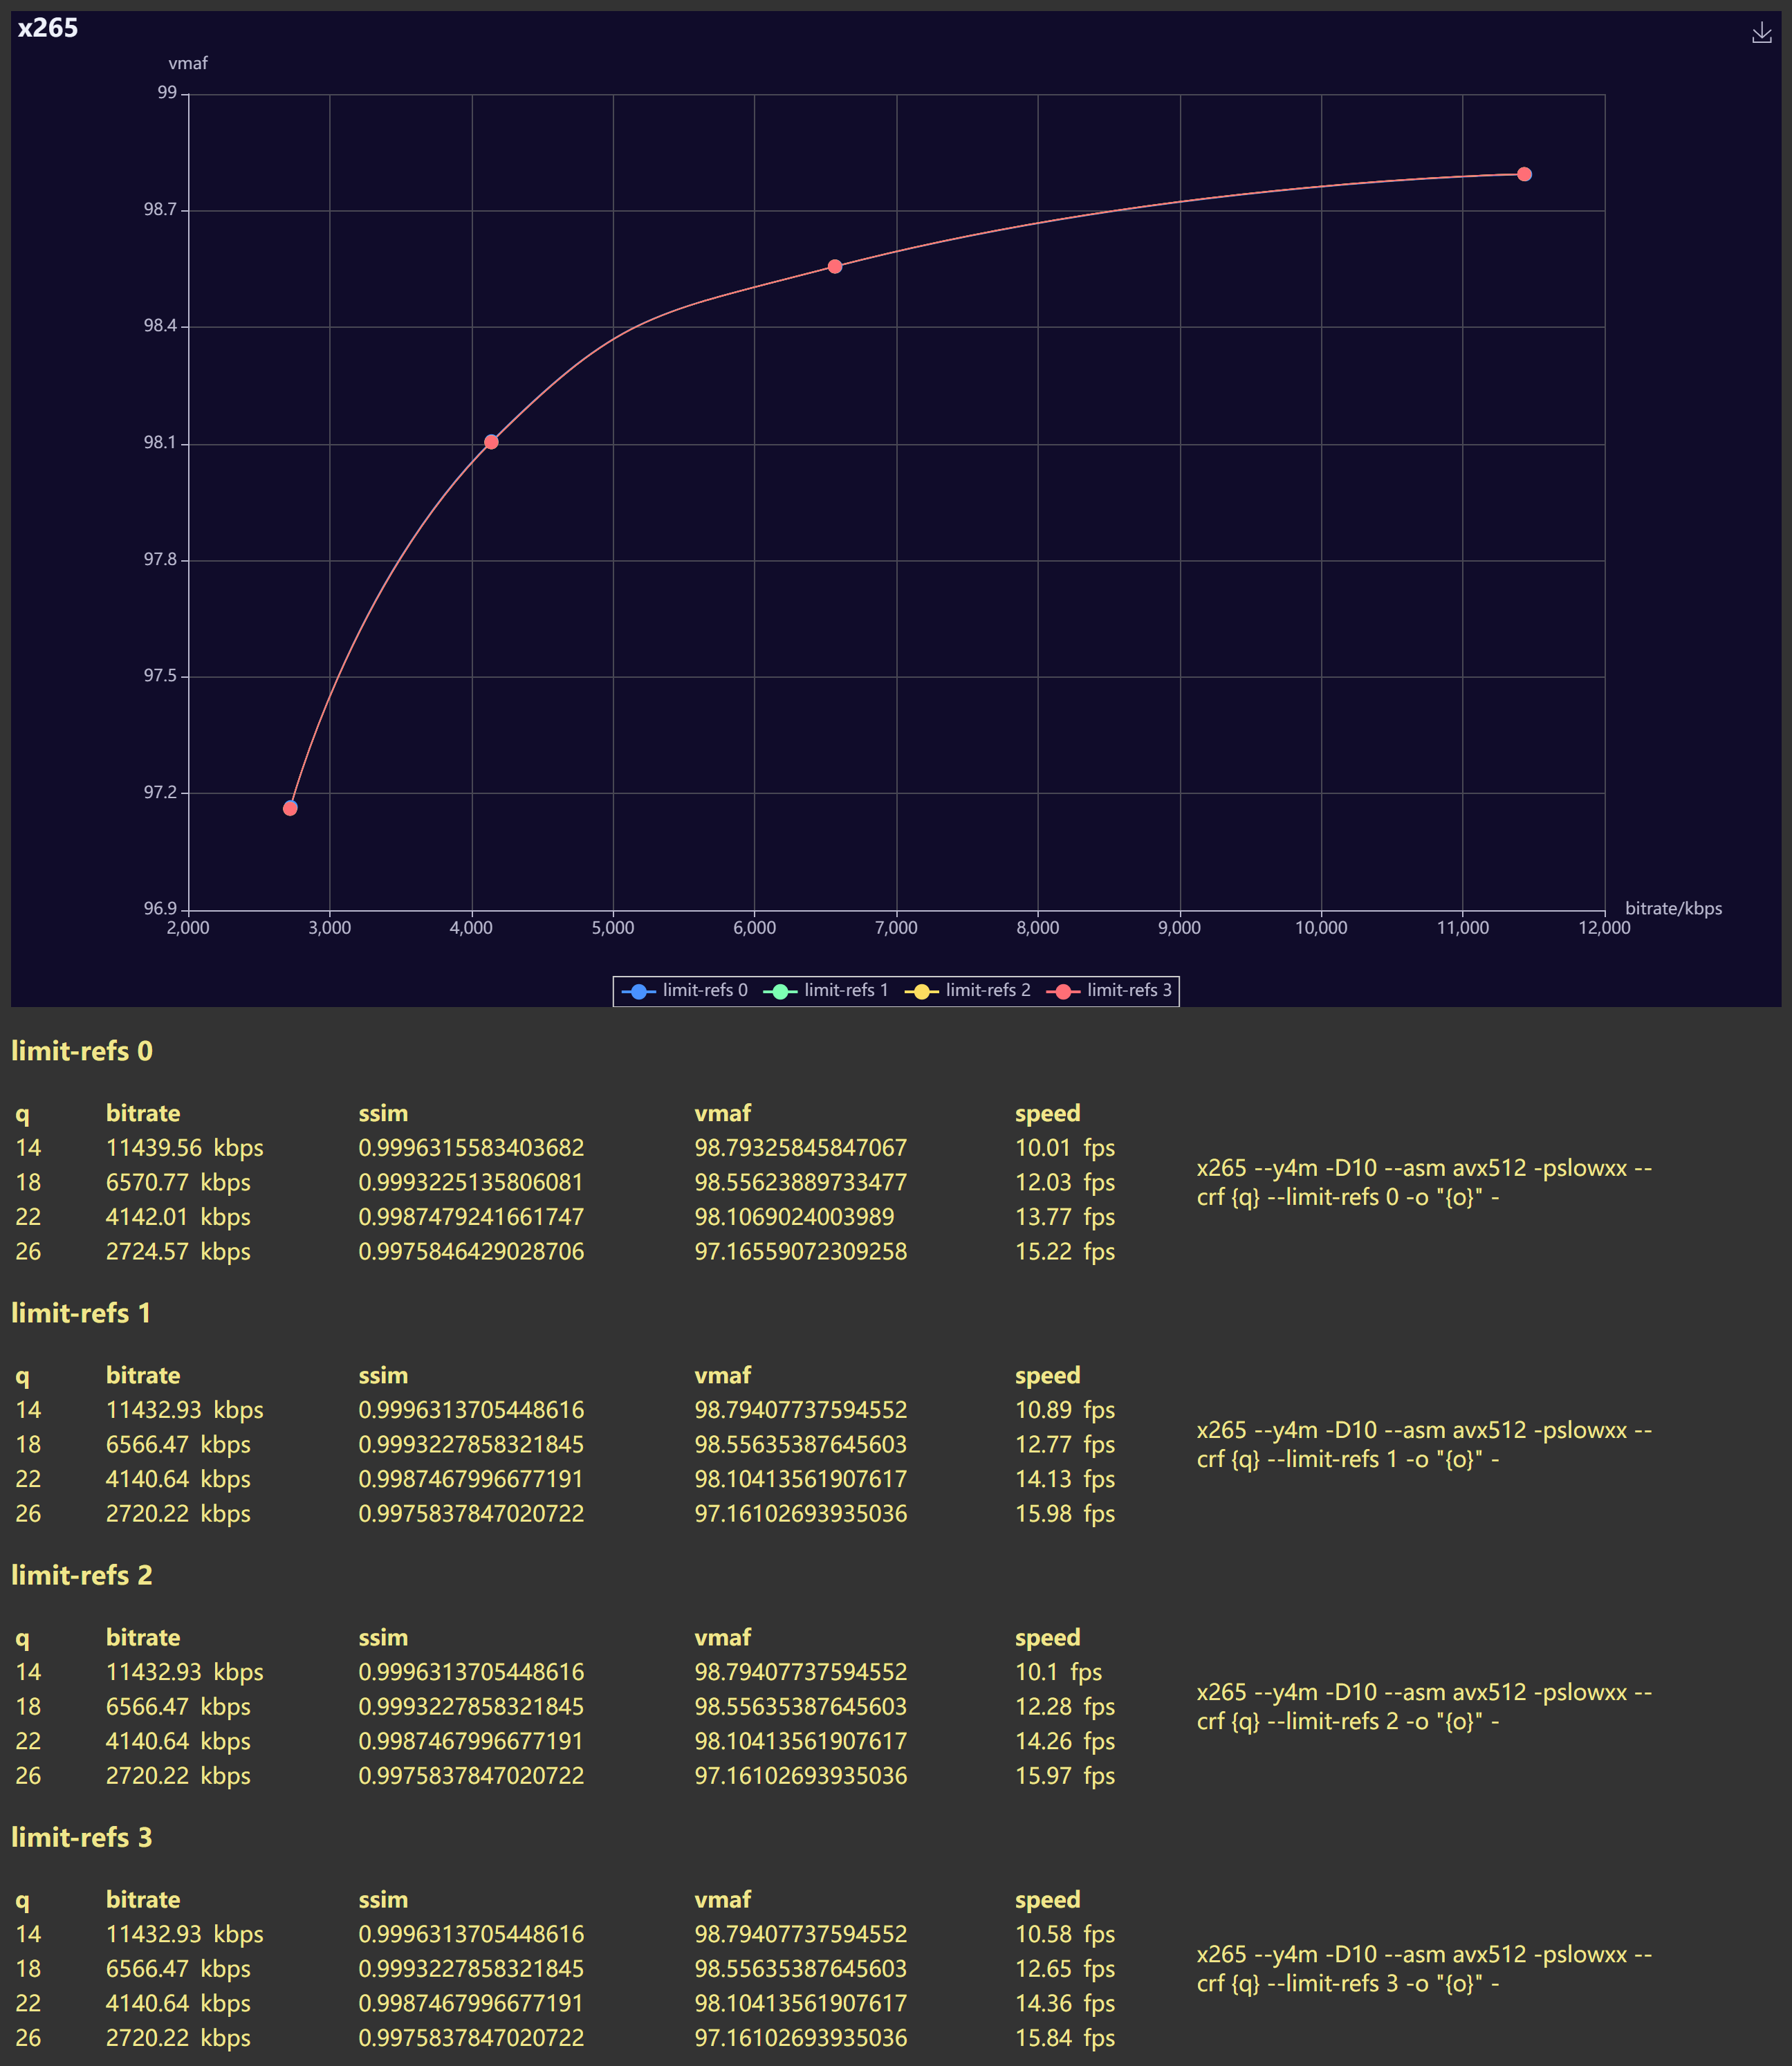 x265
vmaf
99
98.7
98.4
98.1
97.8
97.5
97.2
96.9
2,000 3,000 4,000 5,000 6,000 7,000 8,000 9,000 10,000 11,000 12,000
bitrate/kbps
limit-refs 0 limit-refs 1 limit-refs 2 limit-refs 3
limit-refs 0
q bitrate ssim vmaf speed
14 11439.56 kbps 0.9996315583403682 98.79325845847067 10.01 fps
18 6570.77 kbps 0.9993225135806081 98.55623889733477 12.03 fps
22 4142.01 kbps 0.9987479241661747 98.1069024003989 13.77 fps
26 2724.57 kbps 0.9975846429028706 97.16559072309258 15.22 fps
x265 --y4m -D10 --asm avx512 -pslowxx --
crf {q} --limit-refs 0 -o "{o}" -
limit-refs 1
q bitrate ssim vmaf speed
14 11432.93 kbps 0.9996313705448616 98.79407737594552 10.89 fps
18 6566.47 kbps 0.9993227858321845 98.55635387645603 12.77 fps
22 4140.64 kbps 0.9987467996677191 98.10413561907617 14.13 fps
26 2720.22 kbps 0.9975837847020722 97.16102693935036 15.98 fps
x265 --y4m -D10 --asm avx512 -pslowxx --
crf {q} --limit-refs 1 -o "{o}" -
limit-refs 2
q bitrate ssim vmaf speed
14 11432.93 kbps 0.9996313705448616 98.79407737594552 10.1 fps
18 6566.47 kbps 0.9993227858321845 98.55635387645603 12.28 fps
22 4140.64 kbps 0.9987467996677191 98.10413561907617 14.26 fps
26 2720.22 kbps 0.9975837847020722 97.16102693935036 15.97 fps
x265 --y4m -D10 --asm avx512 -pslowxx --
crf {q} --limit-refs 2 -o "{o}" -
limit-refs 3
q bitrate ssim vmaf speed
14 11432.93 kbps 0.9996313705448616 98.79407737594552 10.58 fps
18 6566.47 kbps 0.9993227858321845 98.55635387645603 12.65 fps
22 4140.64 kbps 0.9987467996677191 98.10413561907617 14.36 fps
26 2720.22 kbps 0.9975837847020722 97.16102693935036 15.84 fps
x265 --y4m -D10 --asm avx512 -pslowxx --
crf {q} --limit-refs 3 -o "{o}" -